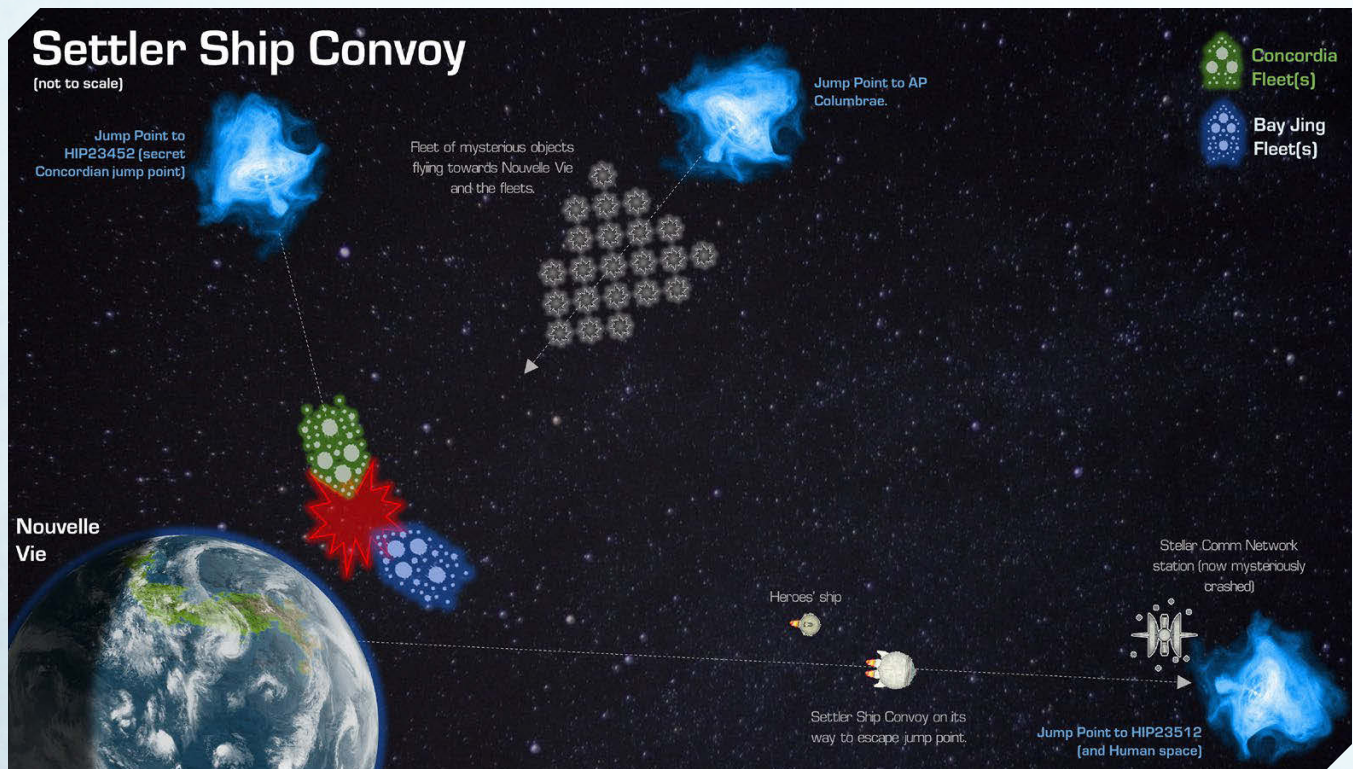 Settler Ship Convoy
(not to scale)
Jump Point to
HIP23452 (secret
Concordian jump point)
Fleet of mysterious objects
flying towards Nouvelle Vie
and the fleets.
Jump Point to AP
Columbrae.
Concordia
Fleet(s)
Bay Jing
Fleet(s)
Nouvelle
Vie
Heroes' ship
Settler Ship Convoy on its
way to escape jump point.
Stellar Comm Network
station (now mysteriously
crashed)
Jump Point to HIP23512
(and Human space)